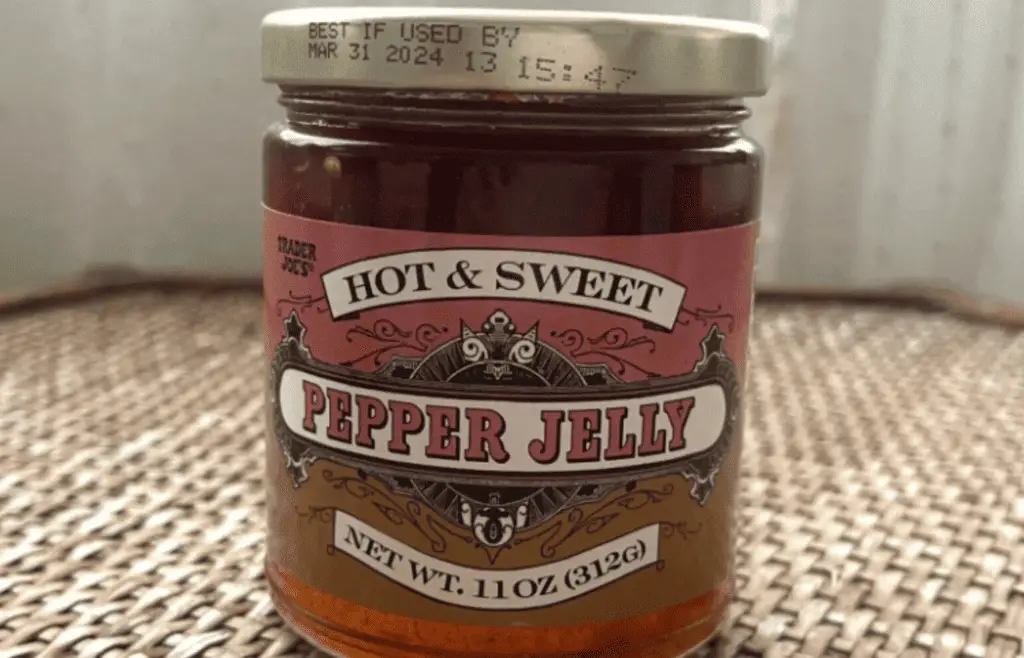 BEST IF USED BY
MAR 31 2024 13 15:47
TRADER
JOE'S®
HOT & SWEET
PEPPER JELLY
NET WT. 11 OZ (312G)